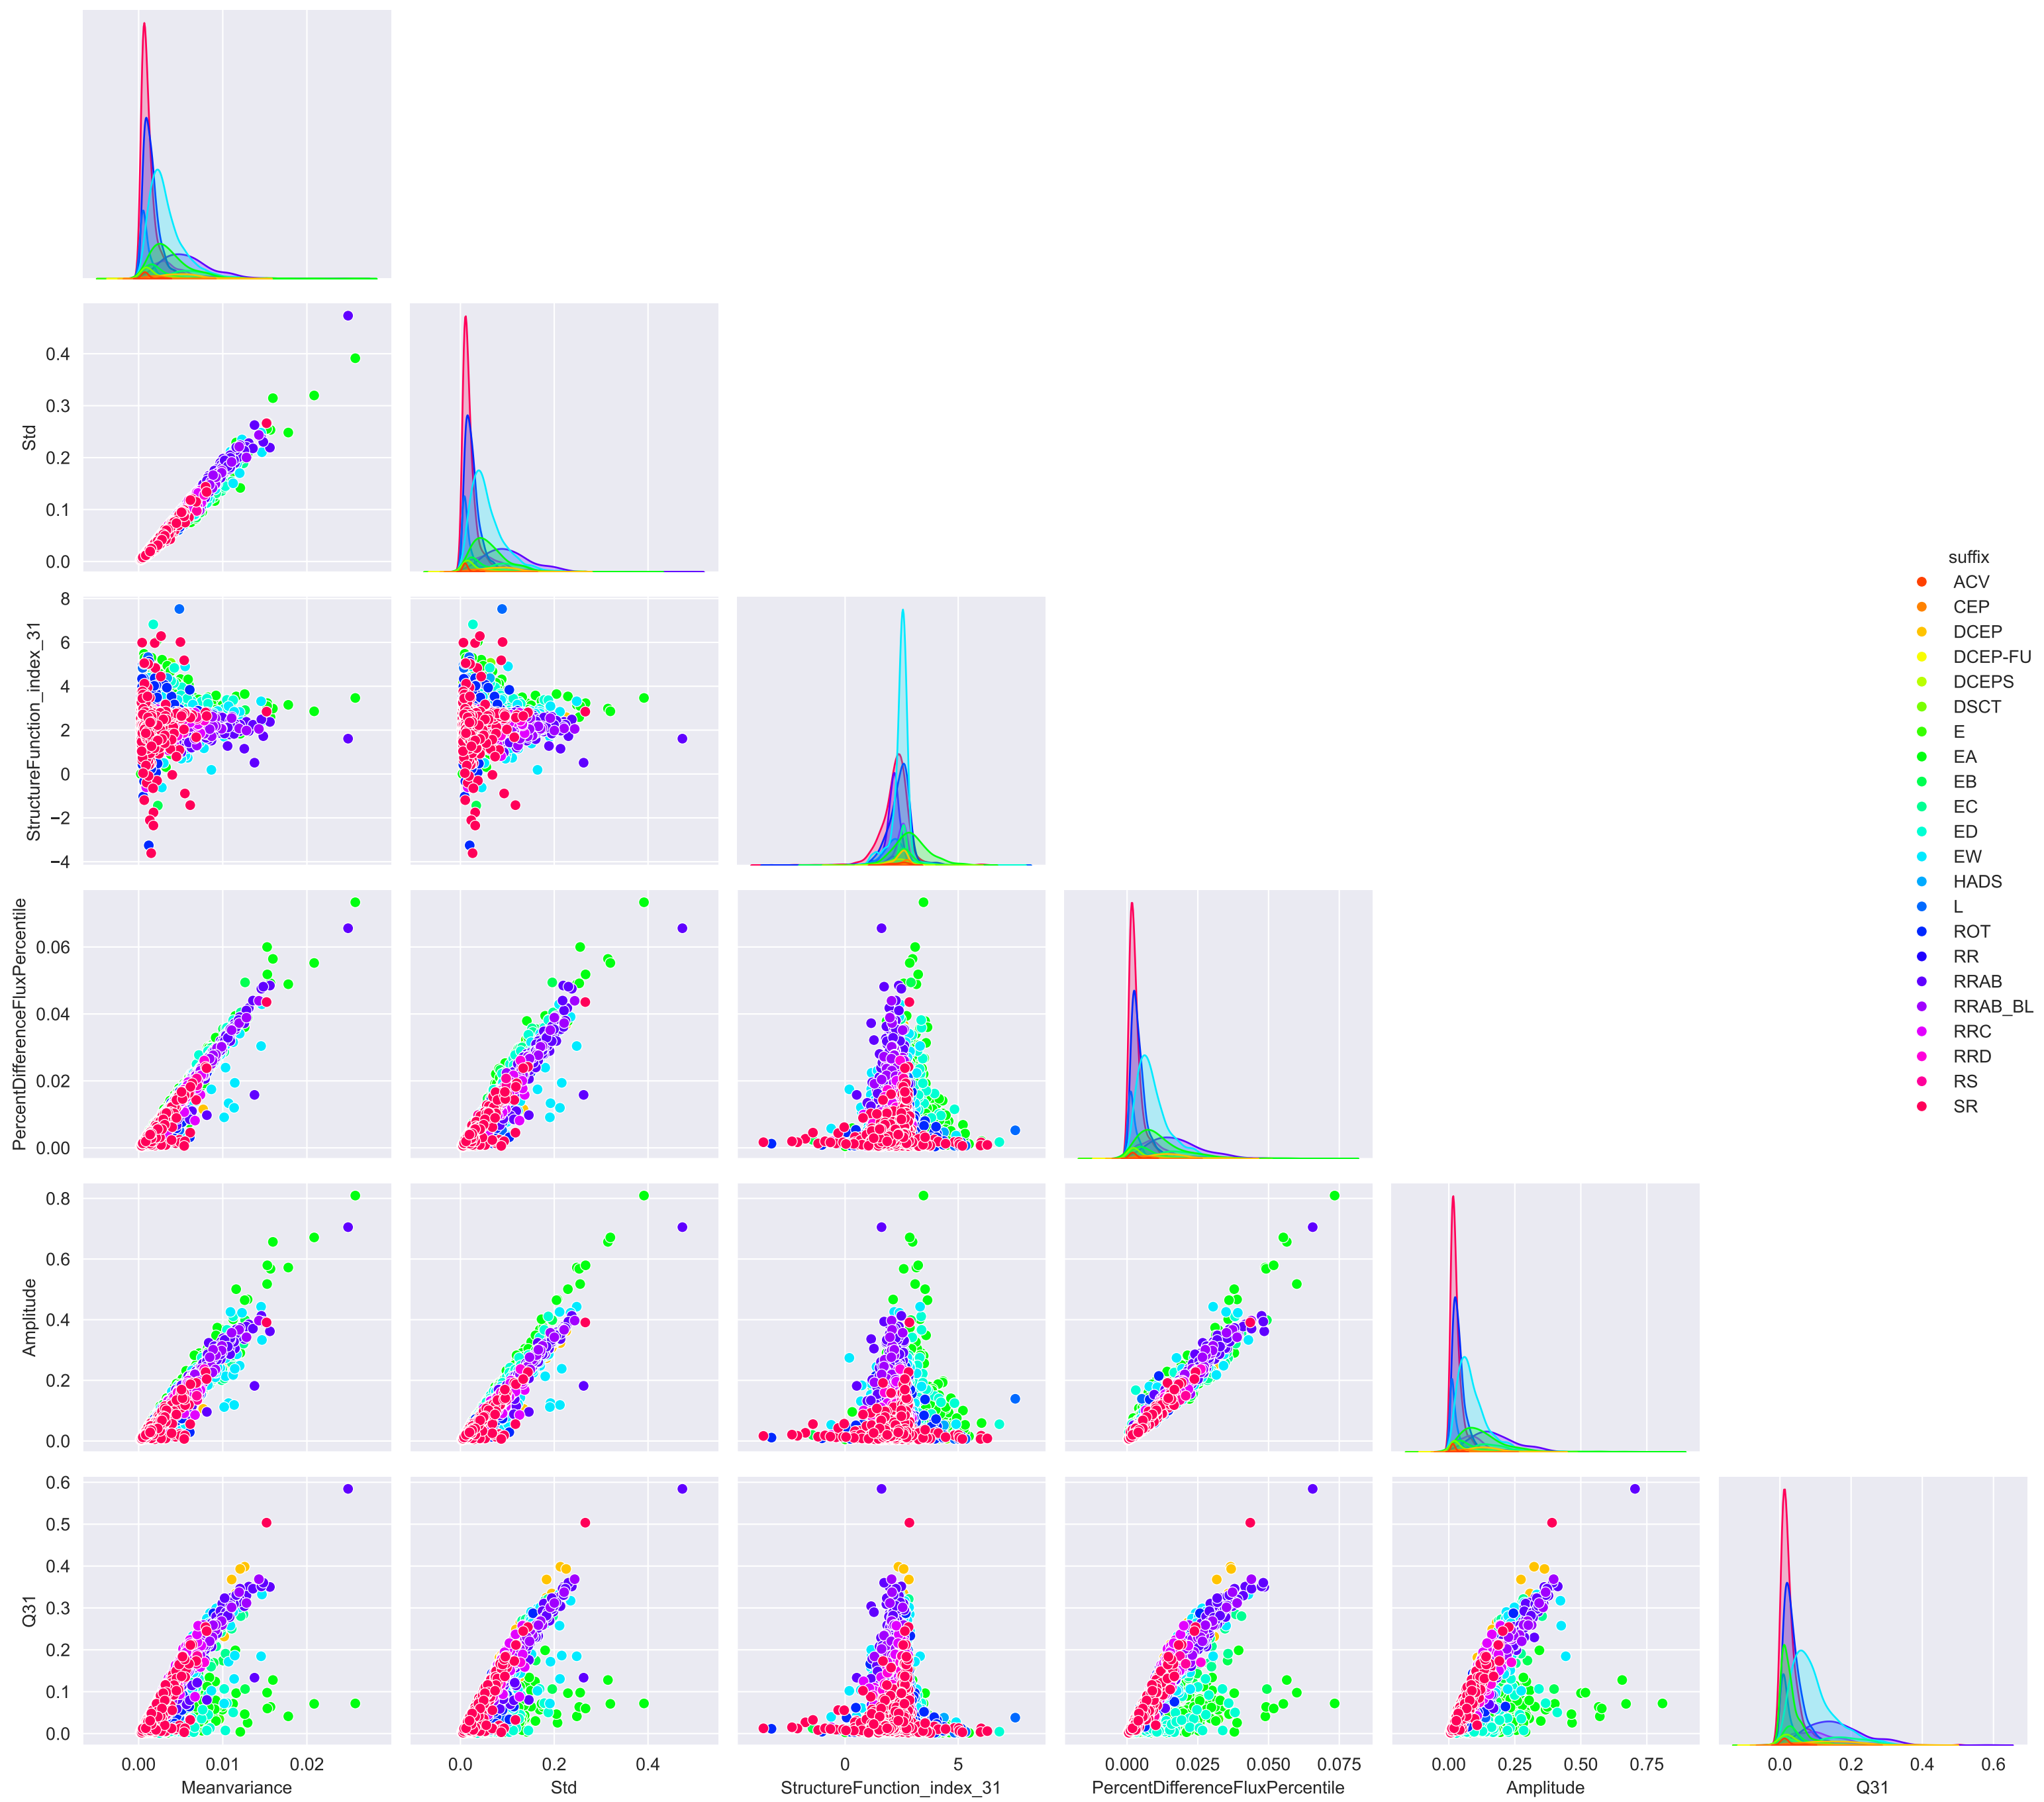 Std
0.4
0.3
0.2
0.1
0.0
StructureFunction_index_31
8
6
4
2
0
−2
−4
PercentDifferenceFluxPercentile
0.06
0.04
0.02
0.00
Amplitude
0.8
0.6
0.4
0.2
0.0
Q31
0.6
0.5
0.4
0.3
0.2
0.1
0.0
0.00 0.01 0.02
Meanvariance
0.0 0.2 0.4
Std
0 5
StructureFunction_index_31
0.000 0.025 0.050 0.075
PercentDifferenceFluxPercentile
0.00 0.25 0.50 0.75
Amplitude
0.0 0.2 0.4 0.6
Q31
suffix
ACV
CEP
DCEP
DCEP-FU
DCEPS
DSCT
E
EA
EB
EC
ED
EW
HADS
L
ROT
RR
RRAB
RRAB_BL
RRC
RRD
RS
SR